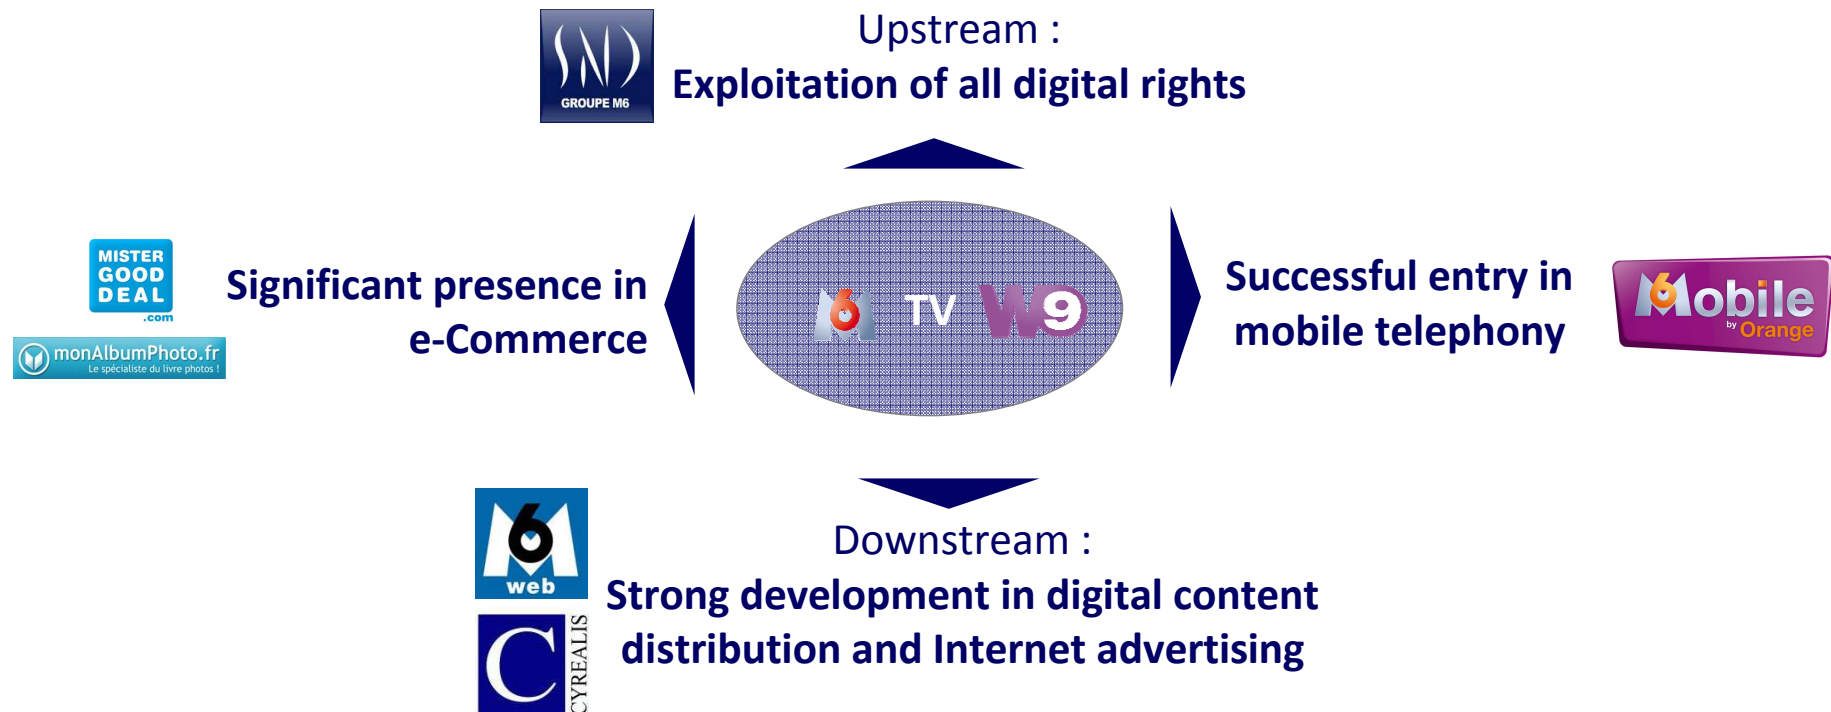 SND
GROUPE M6
Upstream :
Exploitation of all digital rights
MISTER
GOOD
DEAL
.com
monAlbumPhoto.fr
Le spécialiste du livre photos !
Significant presence in
e-Commerce
M6 TV W9
Successful entry in
mobile telephony
M6obile
by Orange
M6
web
C
CYREALIS
Downstream :
Strong development in digital content
distribution and Internet advertising